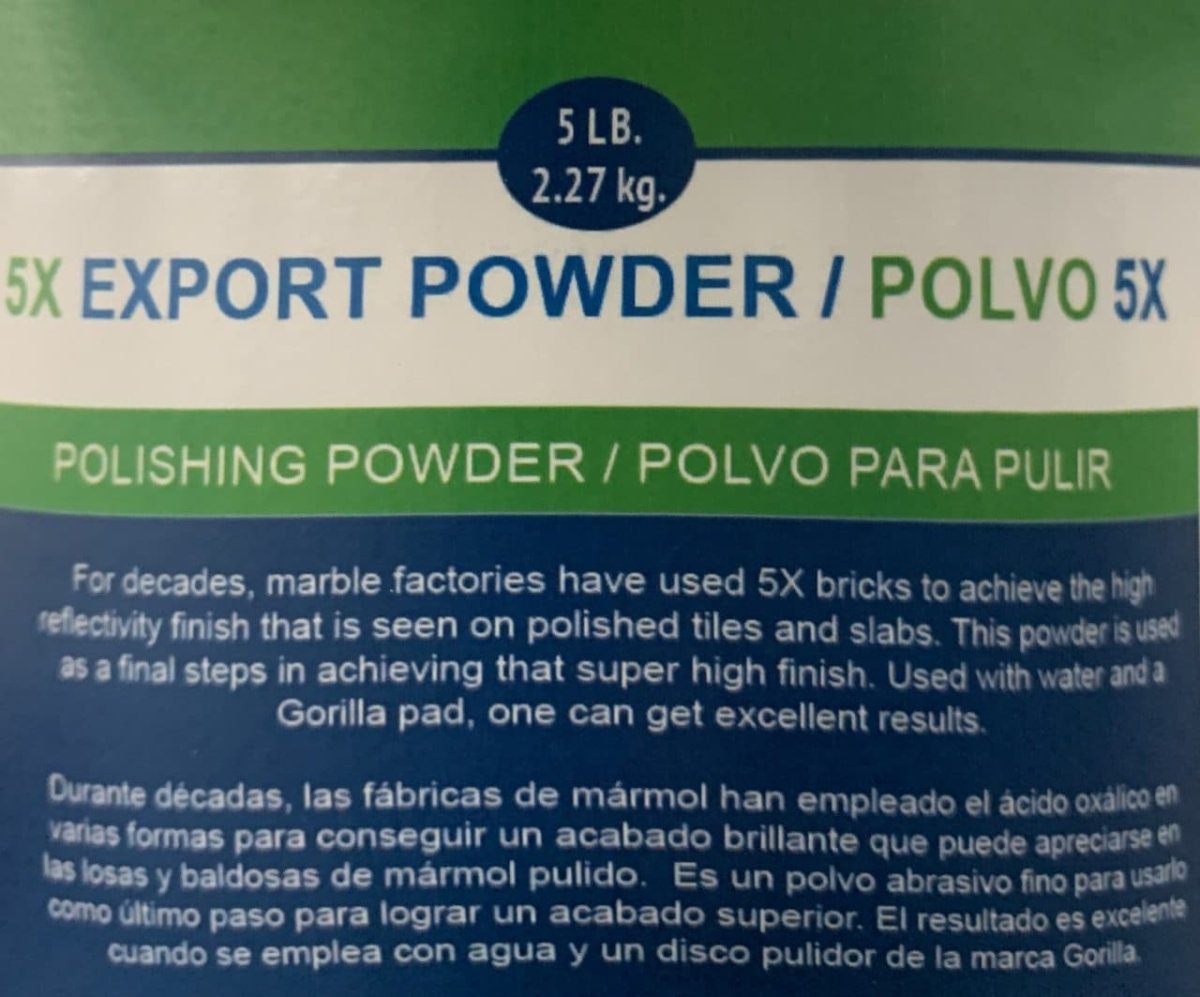 5 LB.
2.27 kg.
5X EXPORT POWDER / POLVO 5X
POLISHING POWDER / POLVO PARA PULIR
For decades, marble factories have used 5X bricks to achieve the high
reflectivity finish that is seen on polished tiles and slabs. This powder is used
as a final steps in achieving that super high finish. Used with water and a
Gorilla pad, one can get excellent results.
Durante décadas, las fábricas de mármol han empleado el ácido oxálico en
varias formas para conseguir un acabado brillante que puede apreciarse en
las losas y baldosas de mármol pulido. Es un polvo abrasivo fino para usarlo
como último paso para lograr un acabado superior. El resultado es excelente
cuando se emplea con agua y un disco pulidor de la marca Gorilla.